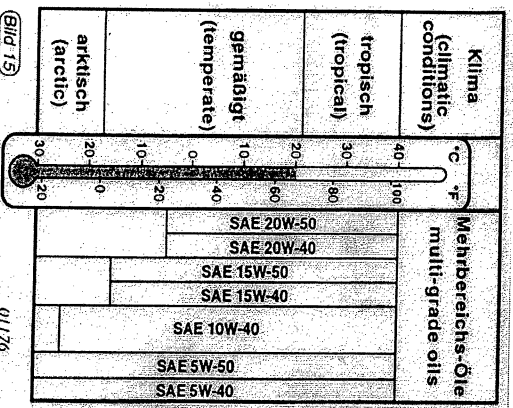 Klima
(climatic
conditions)
tropisch
(tropical)
gemäßigt
(temperate)
arktisch
(arctic)
°C °F
40- 100
30- -80
20-
10- -60
0- -40
-10- -20
20- -0
30- -20
Mehrbereichs-Öle
multi-grade oils
SAE 20W-50
SAE 20W-40
SAE 15W-50
SAE 15W-40
SAE 10W-40
SAE 5W-50
SAE 5W-40
Bild 15